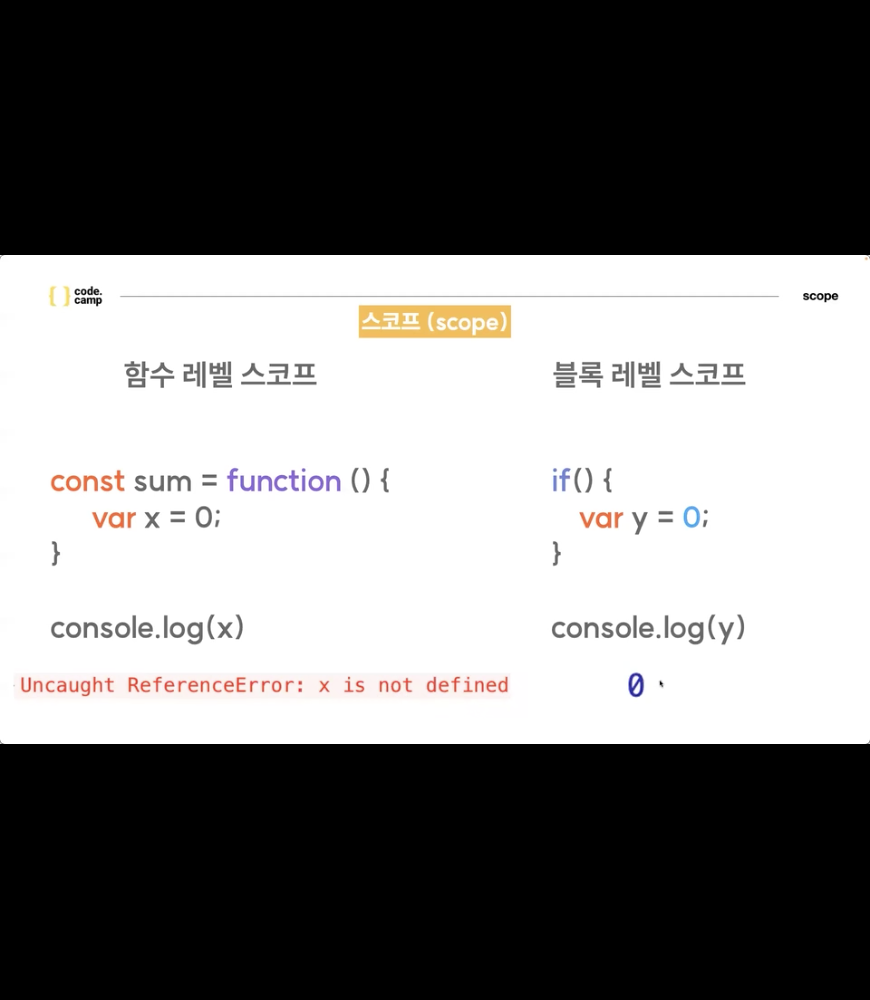 { } code.
camp
scope
스코프 (scope)
함수 레벨 스코프
const sum = function () {
var x = 0;
}
console.log(x)
Uncaught ReferenceError: x is not defined
블록 레벨 스코프
if() {
var y = 0;
}
console.log(y)
0